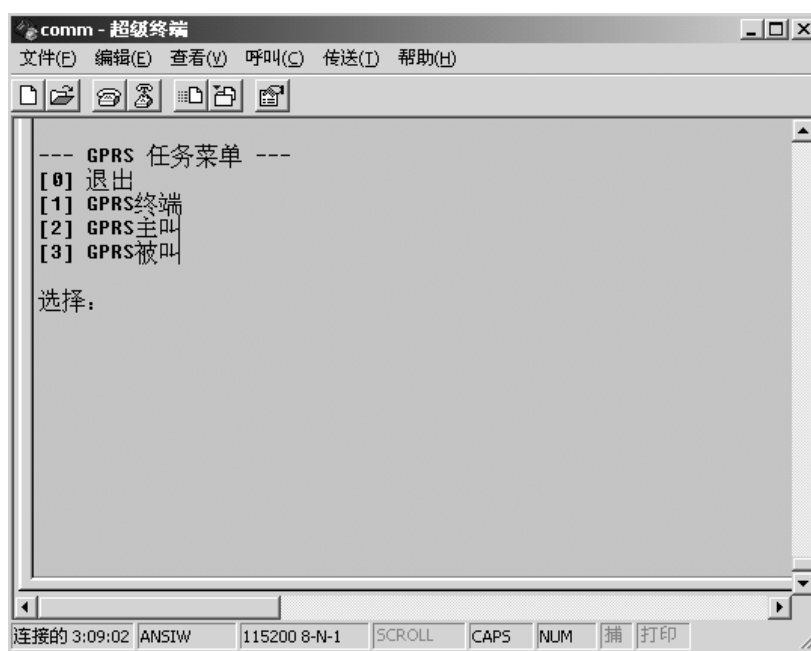 comm - 超级终端
文件(F) 编辑(E) 查看(V) 呼叫(C) 传送(T) 帮助(H)
--- GPRS 任务菜单 ---
[0] 退出
[1] GPRS终端
[2] GPRS主叫
[3] GPRS被叫
选择：
连接的 3:09:02 ANSIW 115200 8-N-1 SCROLL CAPS NUM 捕 打印